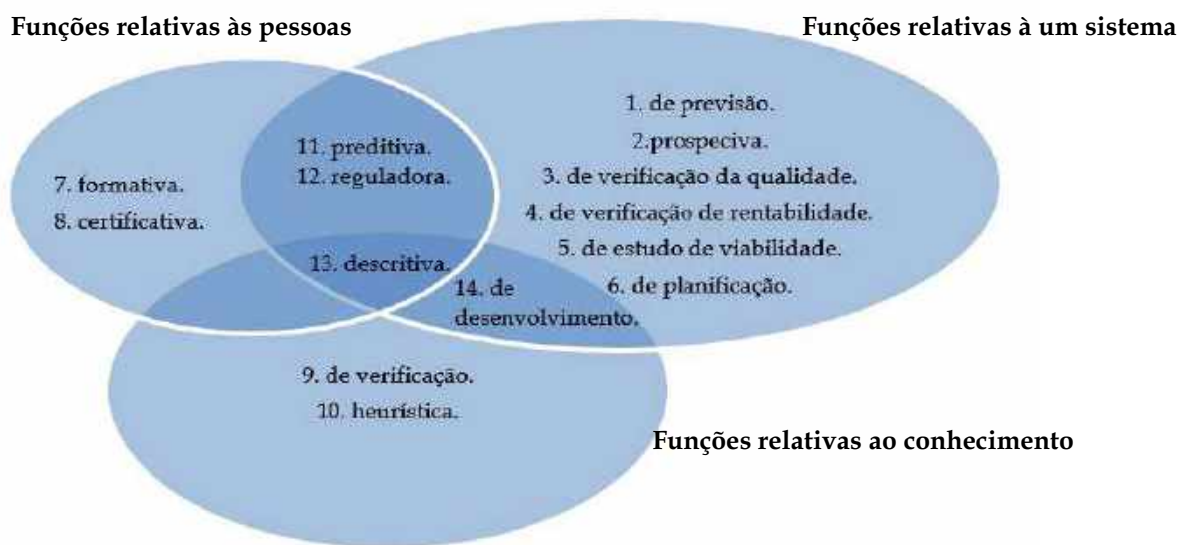 Funções relativas às pessoas
Funções relativas à um sistema
1. de previsão.
2.prospeciva.
3. de verificação da qualidade.
4. de verificação de rentabilidade.
5. de estudo de viabilidade.
6. de planificação.
7. formativa.
8. certificativa.
11. preditiva.
12. reguladora.
13. descritiva.
14. de
desenvolvimento.
9. de verificação.
10. heurística.
Funções relativas ao conhecimento